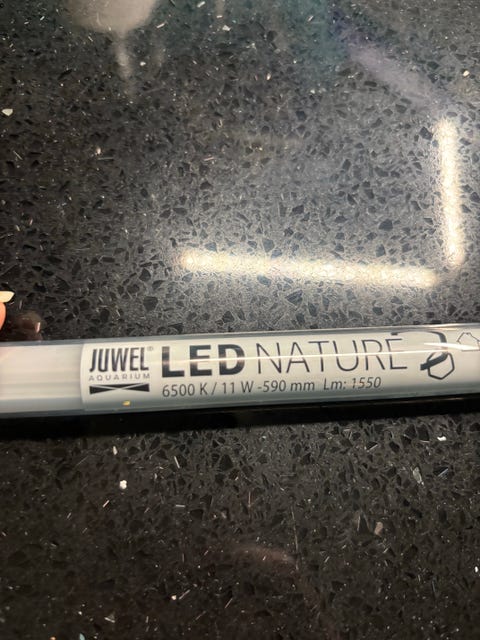 JUWEL® LED NATURE
AQUARIUM
6500 K / 11 W -590 mm Lm: 1550